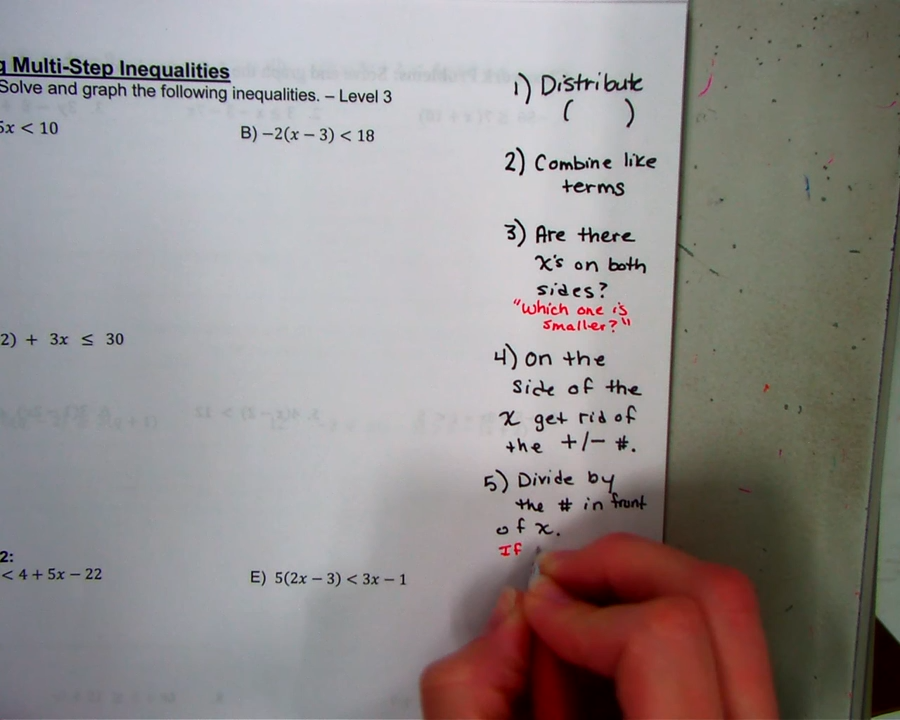 Multi-Step Inequalities
Solve and graph the following inequalities. – Level 3
5x < 10
B) −2(x − 3) < 18
2) + 3x ≤ 30
2:
< 4 + 5x − 22
E) 5(2x − 3) < 3x − 1
1) Distribute
( )
2) Combine like
terms
3) Are there
x's on both
sides?
"Which one is
smaller?"
4) On the
side of the
x get rid of
the +/− #.
5) Divide by
the # in front
of x.
If